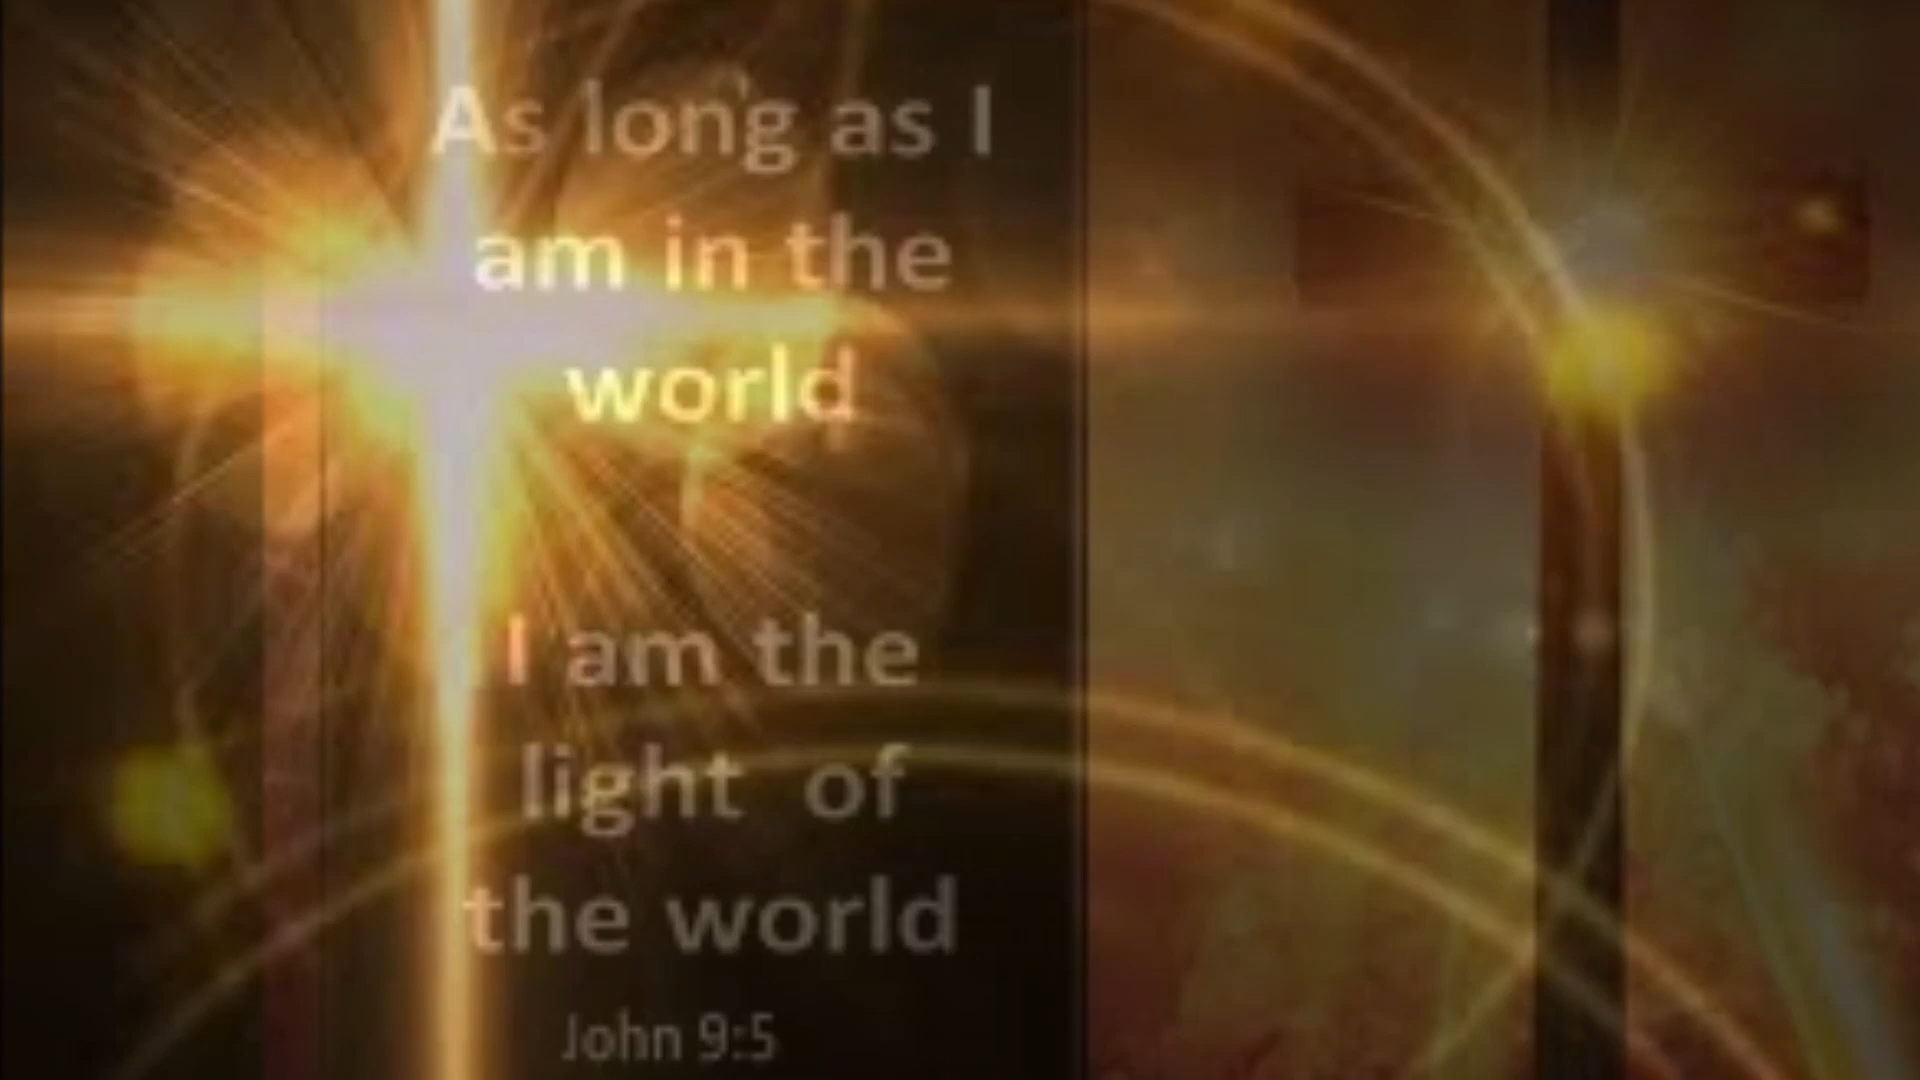 As long as I
am in the
world
I am the
light of
the world
John 9:5